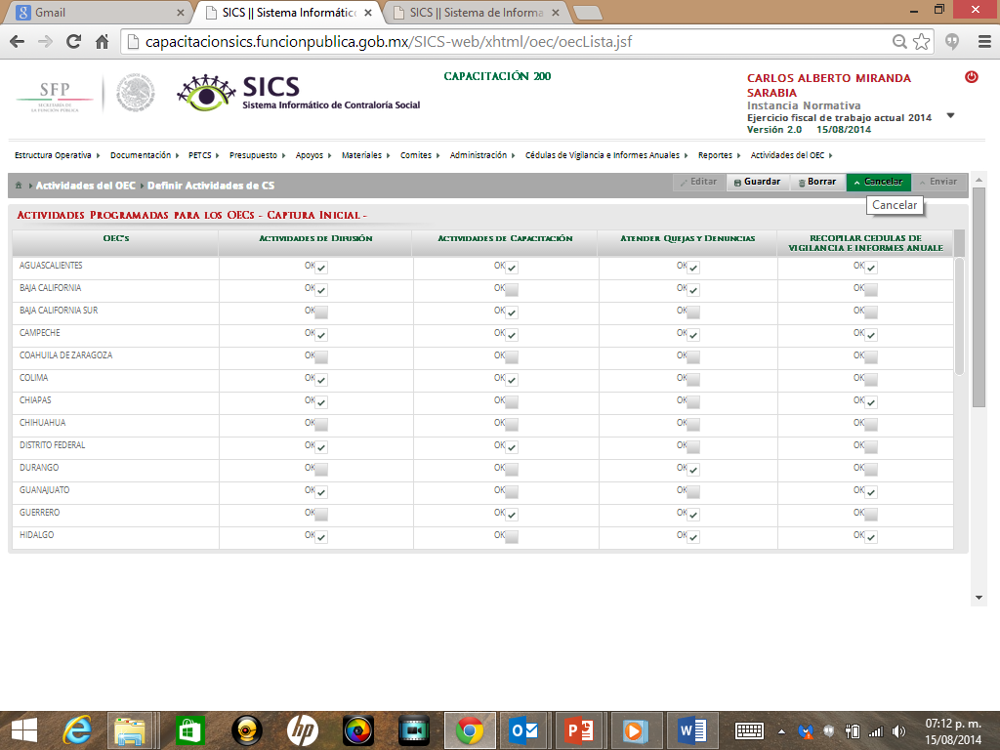 Gmail
SICS || Sistema Informátic
SICS || Sistema de Informa
capacitacionsics.funcionpublica.gob.mx/SICS-web/xhtml/oec/oecLista.jsf
SFP
SECRETARÍA DE
LA FUNCIÓN PÚBLICA
SICS
Sistema Informático de Contraloría Social
CAPACITACIÓN 200
CARLOS ALBERTO MIRANDA
SARABIA
Instancia Normativa
Ejercicio fiscal de trabajo actual 2014
Versión 2.0 15/08/2014
Estructura Operativa Documentación PETCS Presupuesto Apoyos Materiales Comites Administración Cédulas de Vigilancia e Informes Anuales Reportes Actividades del OEC
Actividades del OEC Definir Actividades de CS
Editar Guardar Borrar Cancelar Enviar
Cancelar
Actividades Programadas para los OECs - Captura Inicial -
OEC's Actividades de Difusión Actividades de Capacitación Atender Quejas y Denuncias RECOPILAR CEDULAS DE
VIGILANCIA E INFORMES ANUALE
AGUASCALIENTES OK OK OK OK
BAJA CALIFORNIA OK OK OK OK
BAJA CALIFORNIA SUR OK OK OK OK
CAMPECHE OK OK OK OK
COAHUILA DE ZARAGOZA OK OK OK OK
COLIMA OK OK OK OK
CHIAPAS OK OK OK OK
CHIHUAHUA OK OK OK OK
DISTRITO FEDERAL OK OK OK OK
DURANGO OK OK OK OK
GUANAJUATO OK OK OK OK
GUERRERO OK OK OK OK
HIDALGO OK OK OK OK
07:12 p. m.
15/08/2014